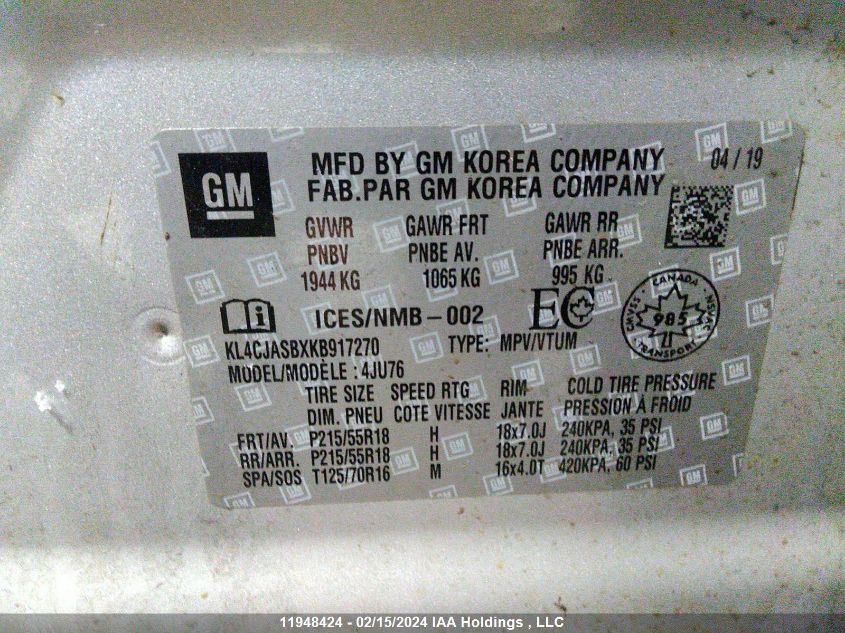 GM
MFD BY GM KOREA COMPANY 04 / 19
FAB.PAR GM KOREA COMPANY
GVWR GAWR FRT GAWR RR
PNBV PNBE AV. PNBE ARR.
1944 KG 1065 KG 995 KG
ICES/NMB-002 EC
CANADA
CMVSS 985 NSVAC
TRANSPORT
KL4CJASBXKB917270 TYPE: MPV/VTUM
MODEL/MODÈLE : 4JU76
TIRE SIZE SPEED RTG RIM COLD TIRE PRESSURE
DIM. PNEU COTE VITESSE JANTE PRESSION À FROID
FRT/AV. P215/55R18 H 18x7.0J 240KPA, 35 PSI
RR/ARR. P215/55R18 H 18x7.0J 240KPA, 35 PSI
SPA/SOS T125/70R16 M 16x4.0T 420KPA, 60 PSI
11948424 - 02/15/2024 IAA Holdings , LLC